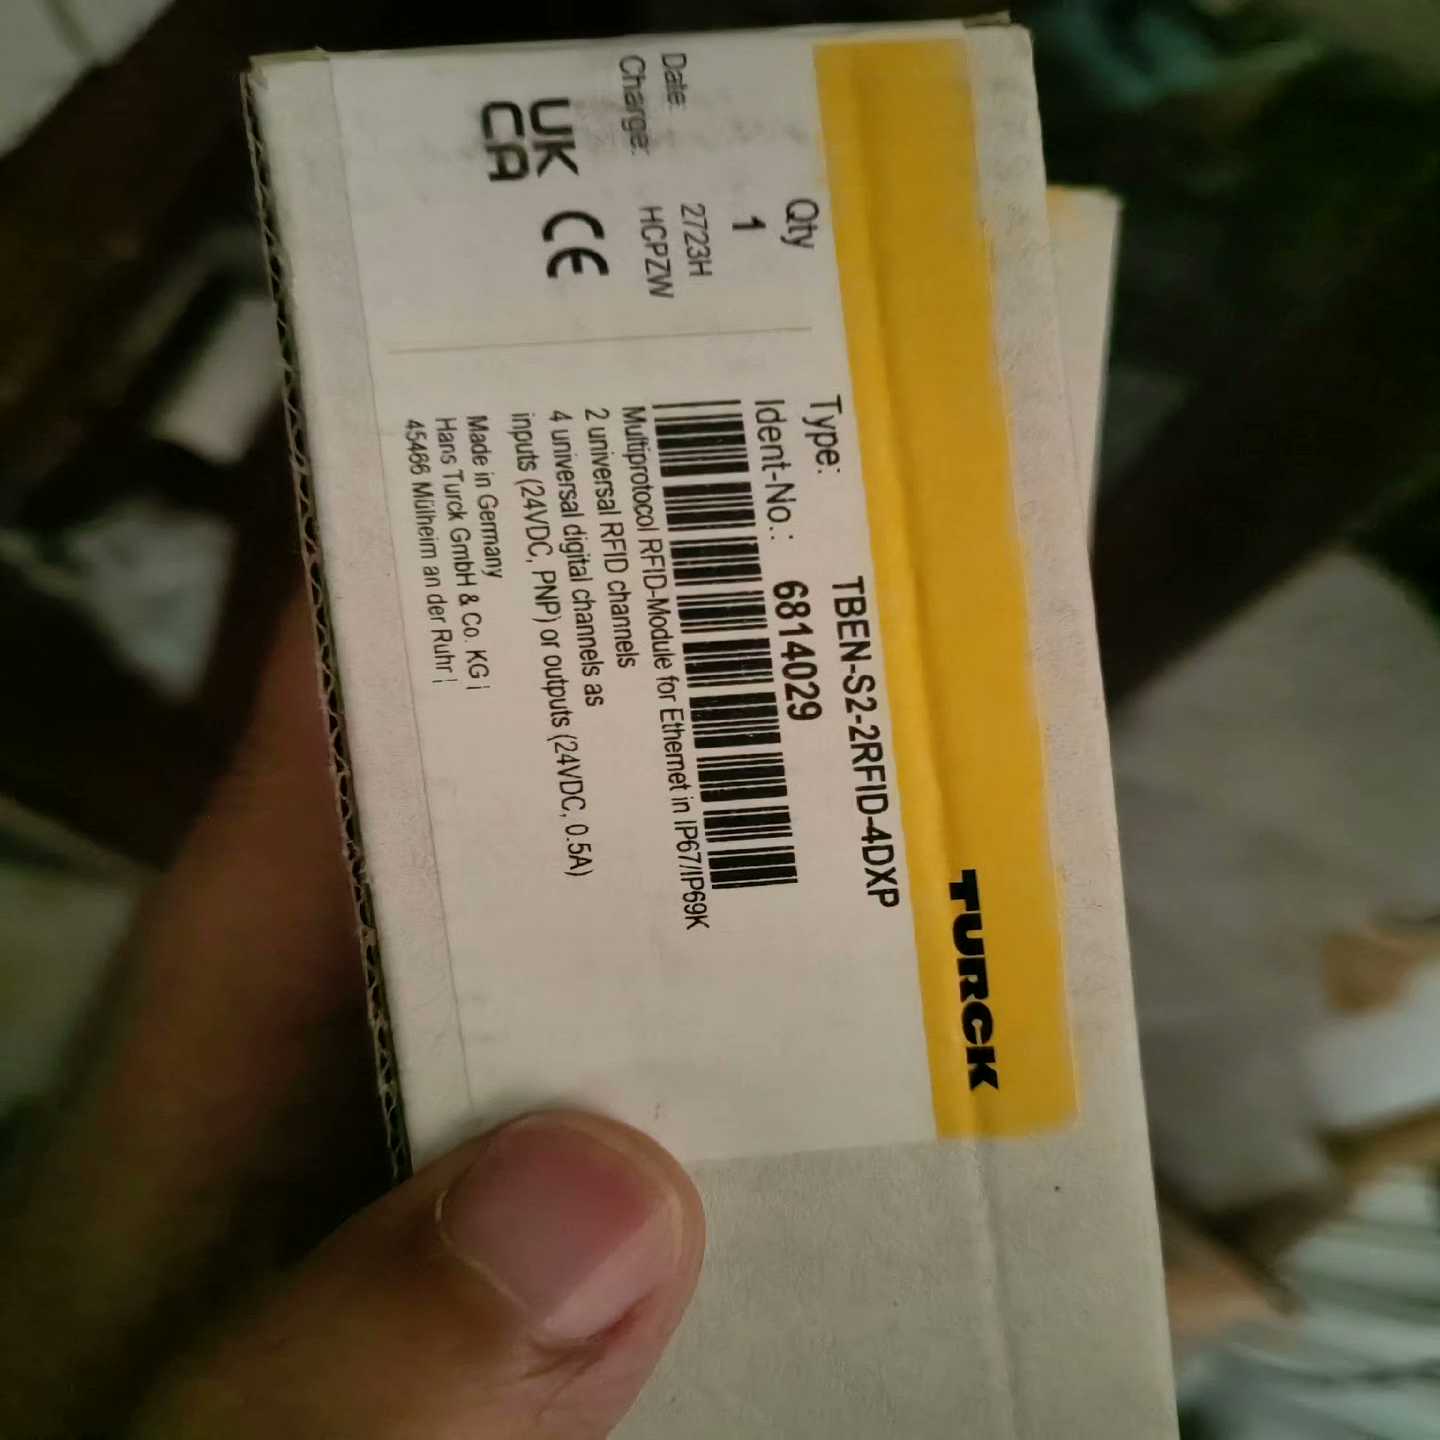 TURCK
Type: TBEN-S2-2RFID-4DXP
Ident-No.: 6814029
Multiprotocol RFID-Module for Ethernet in IP67/IP69K
2 universal RFID channels
4 universal digital channels as
inputs (24VDC, PNP) or outputs (24VDC, 0.5A)
Made in Germany
Hans Turck GmbH & Co. KG |
45466 Mülheim an der Ruhr |
Qty
1
Date: 2723H
Charge: HCPZW
UK
CA
CE